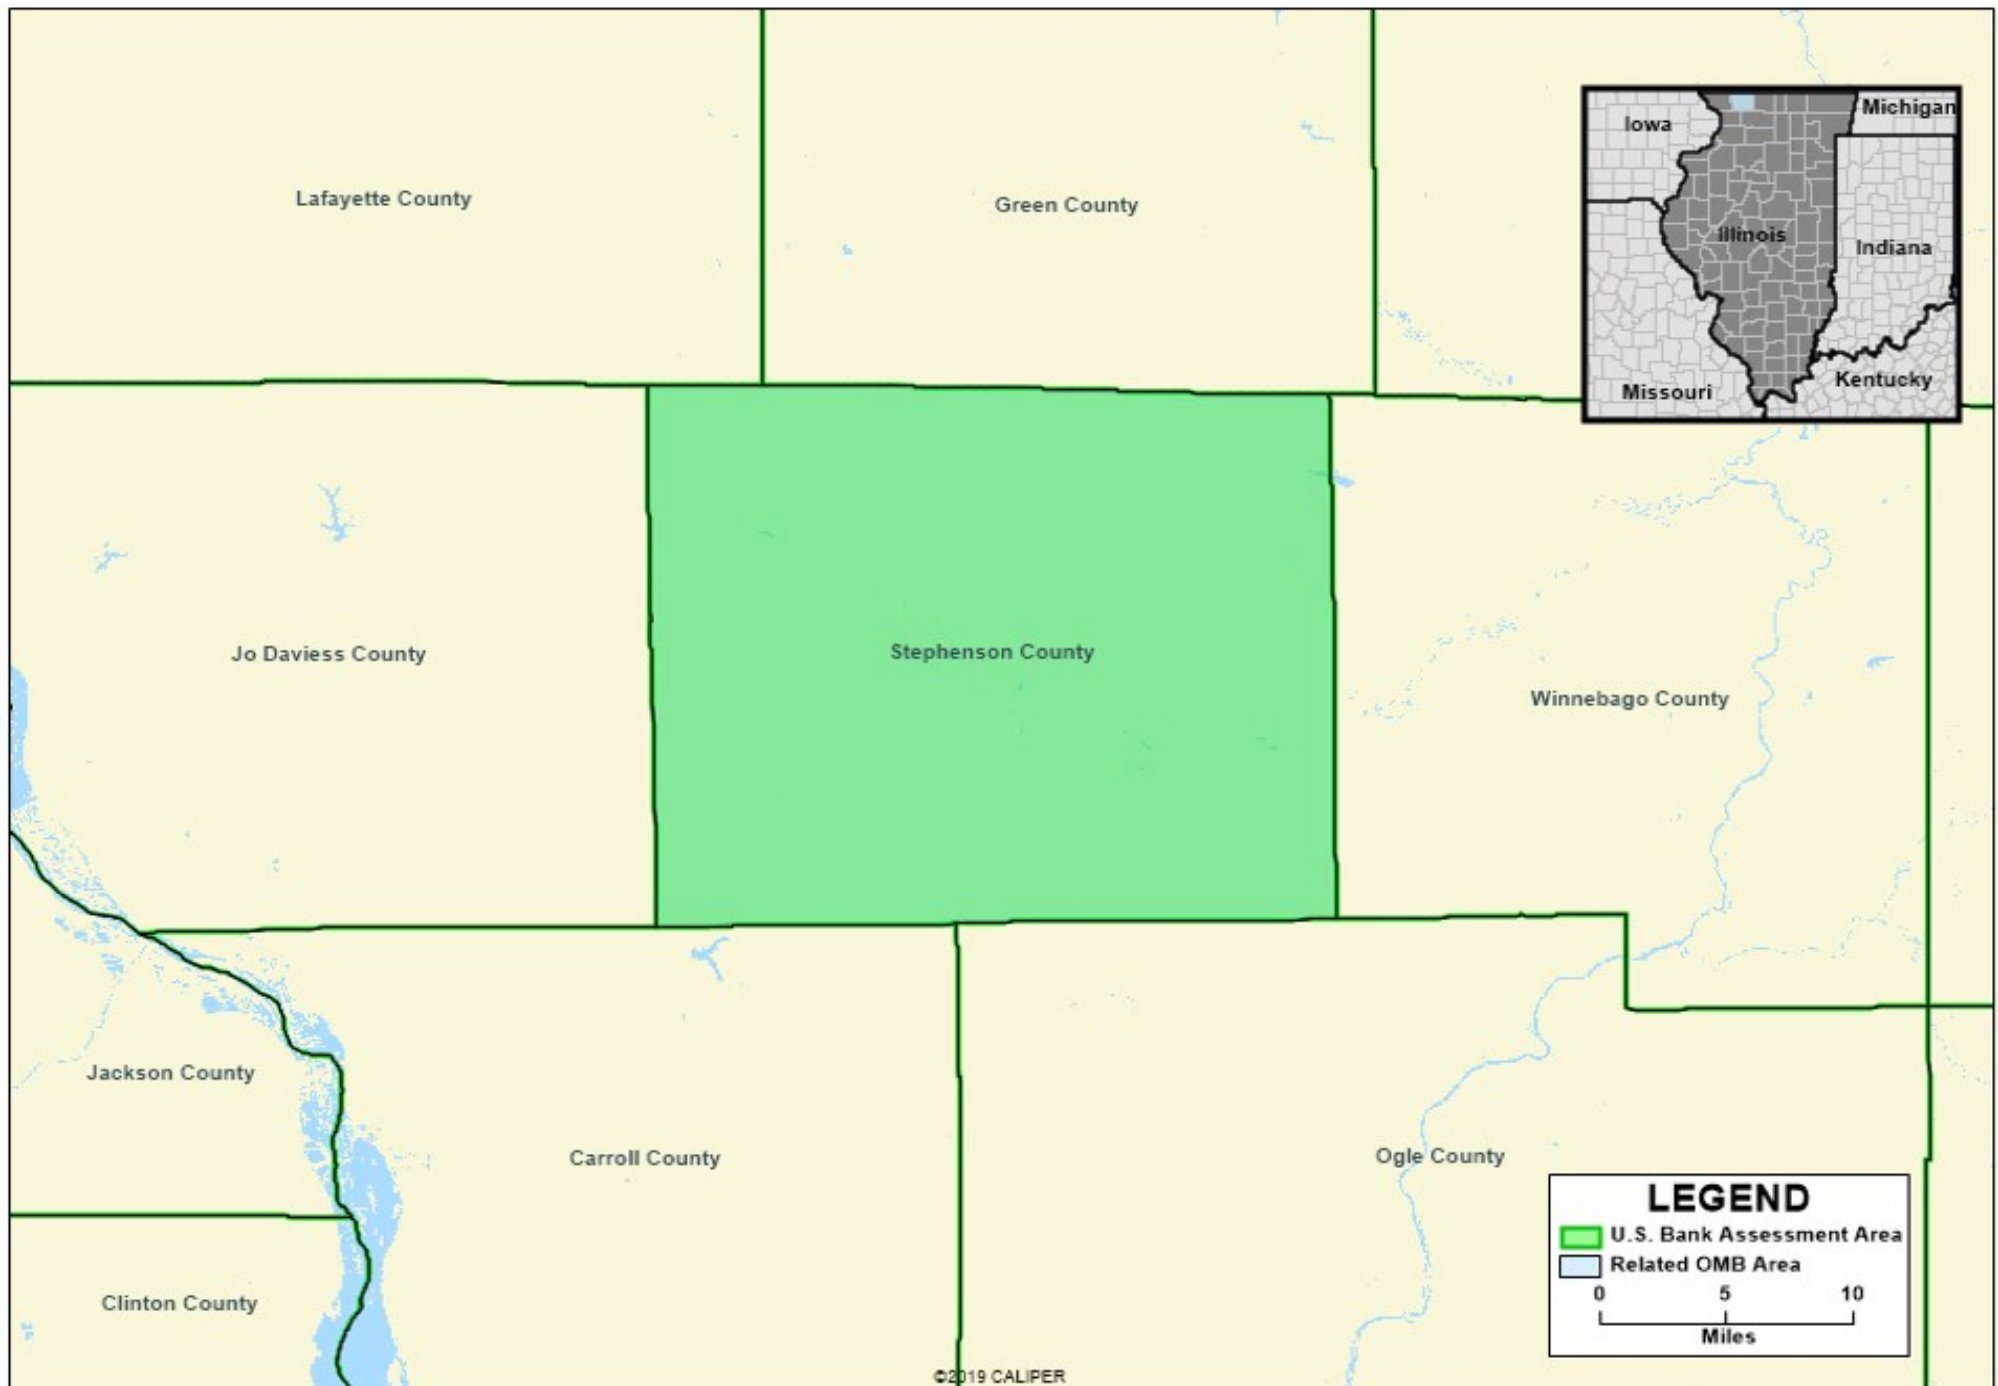 Michigan
Iowa
Illinois
Indiana
Missouri
Kentucky
Lafayette County
Green County
Jo Daviess County
Stephenson County
Winnebago County
Jackson County
Carroll County
Ogle County
Clinton County
LEGEND
U.S. Bank Assessment Area
Related OMB Area
0 5 10
Miles
©2019 CALIPER